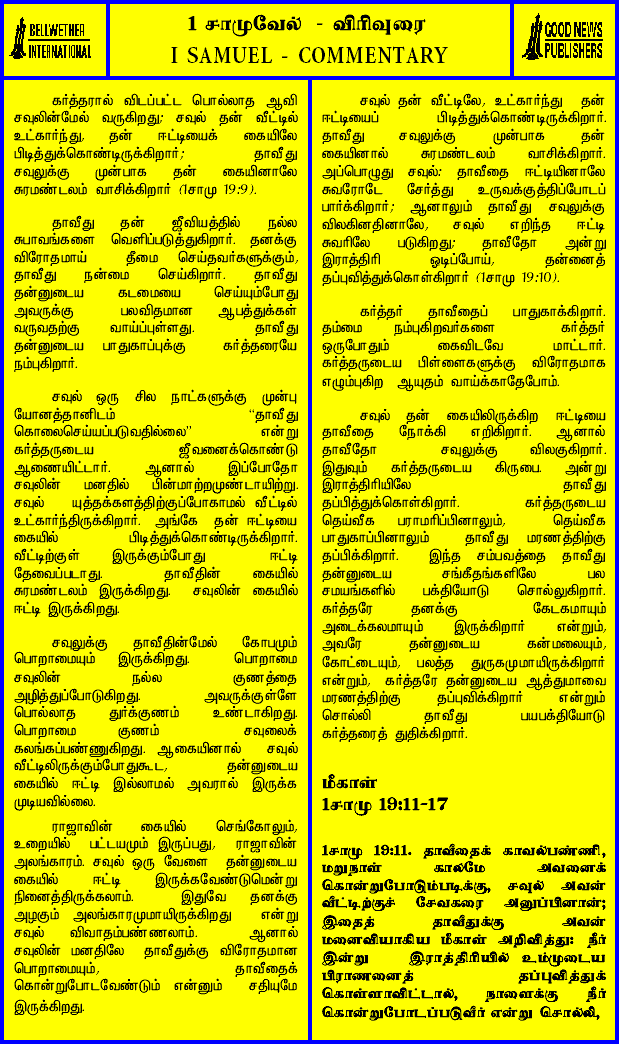 BELLWETHER
INTERNATIONAL
1 சாமுவேல் - விரிவுரை
I SAMUEL - COMMENTARY
GOOD NEWS
PUBLISHERS
கர்த்தரால் விடப்பட்ட பொல்லாத ஆவி
சவுலின்மேல் வருகிறது; சவுல் தன் வீட்டில்
உட்கார்ந்து, தன் ஈட்டியைக் கையிலே
பிடித்துக்கொண்டிருக்கிறார்; தாவீது
சவுலுக்கு முன்பாக தன் கையினாலே
சுரமண்டலம் வாசிக்கிறார் (1சாமு 19:9).
தாவீது தன் ஜீவியத்தில் நல்ல
சுபாவங்களை வெளிப்படுத்துகிறார். தனக்கு
விரோதமாய் தீமை செய்தவர்களுக்கும்,
தாவீது நன்மை செய்கிறார். தாவீது
தன்னுடைய கடமையை செய்யும்போது
அவருக்கு பலவிதமான ஆபத்துக்கள்
வருவதற்கு வாய்ப்புள்ளது. தாவீது
தன்னுடைய பாதுகாப்புக்கு கர்த்தரையே
நம்புகிறார்.
சவுல் ஒரு சில நாட்களுக்கு முன்பு
யோனத்தானிடம் "தாவீது
கொலைசெய்யப்படுவதில்லை" என்று
கர்த்தருடைய ஜீவனைக்கொண்டு
ஆணையிட்டார். ஆனால் இப்போதோ
சவுலின் மனதில் பின்மாற்றமுண்டாயிற்று.
சவுல் யுத்தக்களத்திற்குப்போகாமல் வீட்டில்
உட்கார்ந்திருக்கிறார். அங்கே தன் ஈட்டியை
கையில் பிடித்துக்கொண்டிருக்கிறார்.
வீட்டிற்குள் இருக்கும்போது ஈட்டி
தேவைப்படாது. தாவீதின் கையில்
சுரமண்டலம் இருக்கிறது. சவுலின் கையில்
ஈட்டி இருக்கிறது.
சவுலுக்கு தாவீதின்மேல் கோபமும்
பொறாமையும் இருக்கிறது. பொறாமை
சவுலின் நல்ல குணத்தை
அழித்துப்போடுகிறது. அவருக்குள்ளே
பொல்லாத துர்க்குணம் உண்டாகிறது.
பொறாமை குணம் சவுலைக்
கலங்கப்பண்ணுகிறது. ஆகையினால் சவுல்
வீட்டிலிருக்கும்போதுகூட, தன்னுடைய
கையில் ஈட்டி இல்லாமல் அவரால் இருக்க
முடியவில்லை.
ராஜாவின் கையில் செங்கோலும்,
உறையில் பட்டயமும் இருப்பது, ராஜாவின்
அலங்காரம். சவுல் ஒரு வேளை தன்னுடைய
கையில் ஈட்டி இருக்கவேண்டுமென்று
நினைத்திருக்கலாம். இதுவே தனக்கு
அழகும் அலங்காரமுமாயிருக்கிறது என்று
சவுல் விவாதம்பண்ணலாம். ஆனால்
சவுலின் மனதிலே தாவீதுக்கு விரோதமான
பொறாமையும், தாவீதைக்
கொன்றுபோடவேண்டும் என்னும் சதியுமே
இருக்கிறது.
சவுல் தன் வீட்டிலே, உட்கார்ந்து தன்
ஈட்டியைப் பிடித்துக்கொண்டிருக்கிறார்.
தாவீது சவுலுக்கு முன்பாக தன்
கையினால் சுரமண்டலம் வாசிக்கிறார்.
அப்பொழுது சவுல்: தாவீதை ஈட்டியினாலே
சுவரோடே சேர்த்து உருவக்குத்திப்போடப்
பார்க்கிறார்; ஆனாலும் தாவீது சவுலுக்கு
விலகினதினாலே, சவுல் எறிந்த ஈட்டி
சுவரிலே படுகிறது; தாவீதோ அன்று
இராத்திரி ஓடிப்போய், தன்னைத்
தப்புவித்துக்கொள்கிறார் (1சாமு 19:10).
கர்த்தர் தாவீதைப் பாதுகாக்கிறார்.
தம்மை நம்புகிறவர்களை கர்த்தர்
ஒருபோதும் கைவிடவே மாட்டார்.
கர்த்தருடைய பிள்ளைகளுக்கு விரோதமாக
எழும்புகிற ஆயுதம் வாய்க்காதேபோம்.
சவுல் தன் கையிலிருக்கிற ஈட்டியை
தாவீதை நோக்கி எறிகிறார். ஆனால்
தாவீதோ சவுலுக்கு விலகுகிறார்.
இதுவும் கர்த்தருடைய கிருபை. அன்று
இராத்திரியிலே தாவீது
தப்பித்துக்கொள்கிறார். கர்த்தருடைய
தெய்வீக பராமரிப்பினாலும், தெய்வீக
பாதுகாப்பினாலும் தாவீது மரணத்திற்கு
தப்பிக்கிறார். இந்த சம்பவத்தை தாவீது
தன்னுடைய சங்கீதங்களிலே பல
சமயங்களில் பக்தியோடு சொல்லுகிறார்.
கர்த்தரே தனக்கு கேடகமாயும்
அடைக்கலமாயும் இருக்கிறார் என்றும்,
அவரே தன்னுடைய கன்மலையும்,
கோட்டையும், பலத்த துருகமுமாயிருக்கிறார்
என்றும், கர்த்தரே தன்னுடைய ஆத்துமாவை
மரணத்திற்கு தப்புவிக்கிறார் என்றும்
சொல்லி தாவீது பயபக்தியோடு
கர்த்தரைத் துதிக்கிறார்.
மீகாள்
1சாமு 19:11-17
1சாமு 19:11. தாவீதைக் காவல்பண்ணி,
மறுநாள் காலமே அவனைக்
கொன்றுபோடும்படிக்கு, சவுல் அவன்
வீட்டிற்குச் சேவகரை அனுப்பினான்;
இதைத் தாவீதுக்கு அவன்
மனைவியாகிய மீகாள் அறிவித்து: நீர்
இன்று இராத்திரியில் உம்முடைய
பிராணனைத் தப்புவித்துக்
கொள்ளாவிட்டால், நாளைக்கு நீர்
கொன்றுபோடப்படுவீர் என்று சொல்லி,